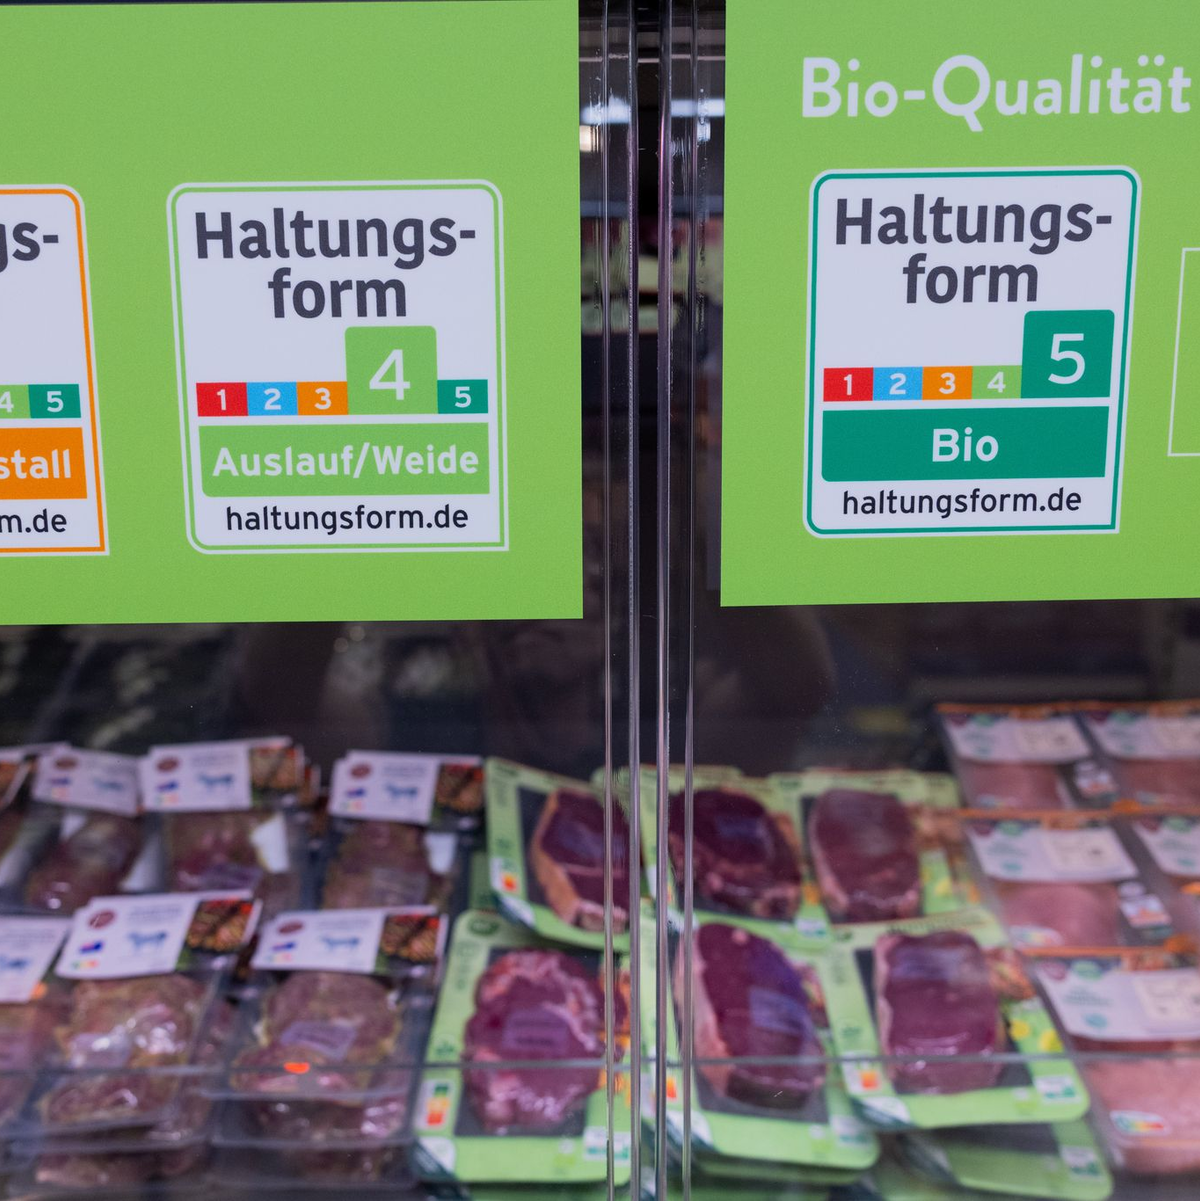 gs-
4 5
stall
m.de
Haltungs-
form
1 2 3 4 5
Auslauf/Weide
haltungsform.de
Bio-Qualität
Haltungs-
form
1 2 3 4 5
Bio
haltungsform.de